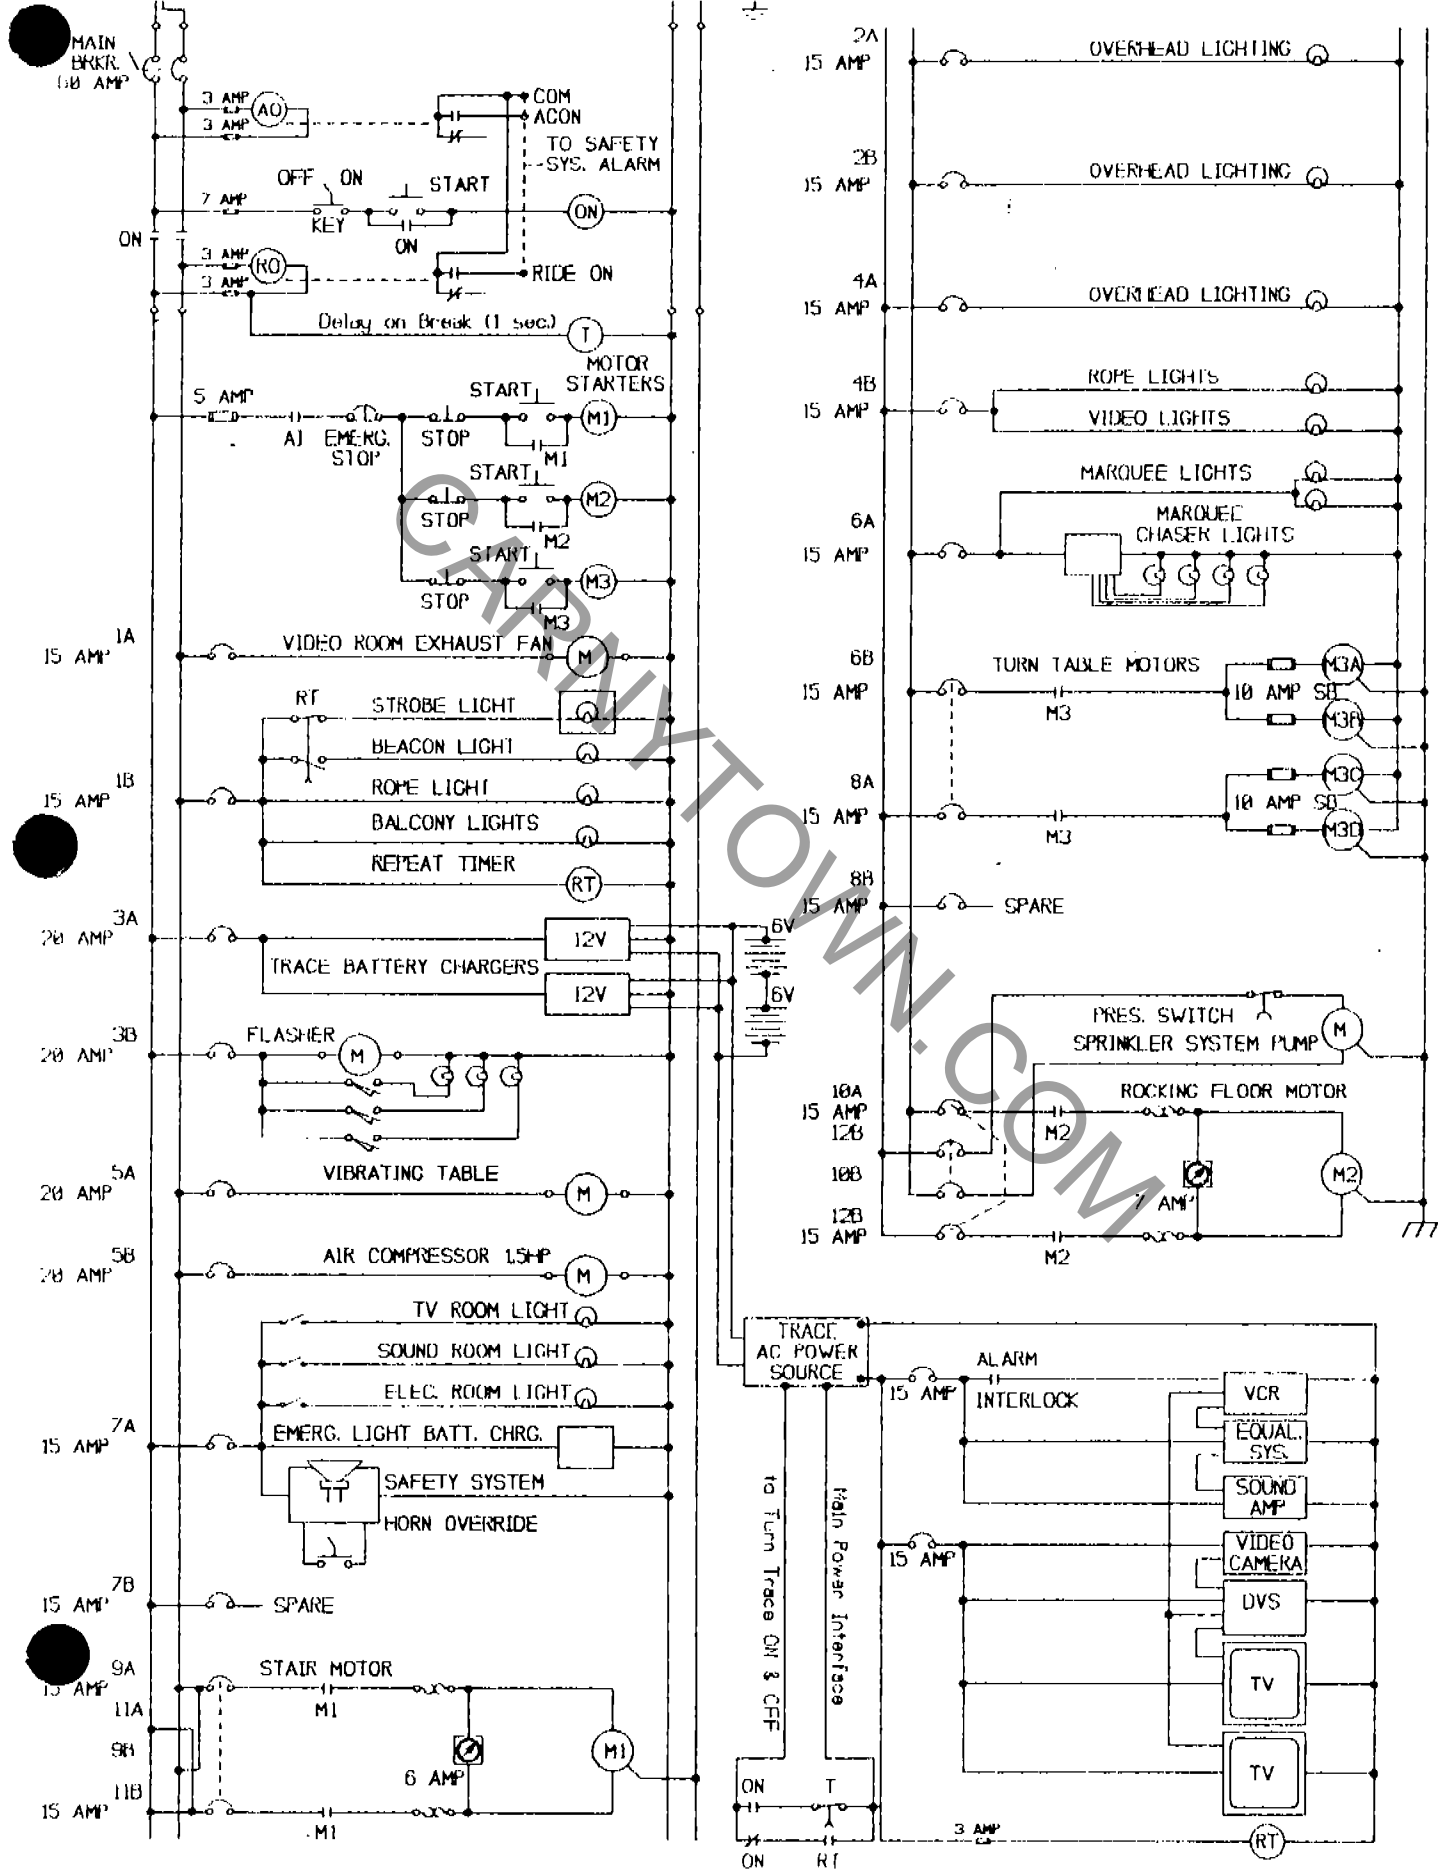 MAIN
BRKR.
60 AMP
3 AMP
AO
3 AMP
COM
ACON
TO SAFETY
SYS. ALARM
OFF ON
START
7 AMP
KEY
ON
ON
ON
3 AMP
RO
3 AMP
RIDE ON
Delay on Break (1 sec.)
T
MOTOR
STARTERS
5 AMP
START
M1
A1
EMERG.
STOP
STOP
M1
START
M2
STOP
M2
START
M3
STOP
M3
1A
15 AMP
VIDEO ROOM EXHAUST FAN
M
RT
STROBE LIGHT
BEACON LIGHT
1B
15 AMP
ROPE LIGHT
BALCONY LIGHTS
REPEAT TIMER
RT
3A
20 AMP
12V
6V
TRACE BATTERY CHARGERS
12V
6V
3B
20 AMP
FLASHER
M
5A
20 AMP
VIBRATING TABLE
M
5B
20 AMP
AIR COMPRESSOR 1.5HP
M
TV ROOM LIGHT
SOUND ROOM LIGHT
ELEC. ROOM LIGHT
7A
15 AMP
EMERG. LIGHT BATT. CHRG.
SAFETY SYSTEM
HORN OVERRIDE
7B
15 AMP
SPARE
9A
15 AMP
STAIR MOTOR
M1
11A
9B
6 AMP
M1
11B
15 AMP
M1
2A
15 AMP
OVERHEAD LIGHTING
2B
15 AMP
OVERHEAD LIGHTING
4A
15 AMP
OVERHEAD LIGHTING
4B
15 AMP
ROPE LIGHTS
VIDEO LIGHTS
MARQUEE LIGHTS
6A
15 AMP
MARQUEE
CHASER LIGHTS
6B
15 AMP
TURN TABLE MOTORS
M3
10 AMP SB
M3A
M3B
8A
15 AMP
M3
10 AMP SB
M3C
M3D
8B
15 AMP
SPARE
PRES. SWITCH
SPRINKLER SYSTEM PUMP
M
10A
15 AMP
ROCKING FLOOR MOTOR
M2
12B
10B
7 AMP
M2
12B
15 AMP
M2
TRACE
AC POWER
SOURCE
15 AMP
ALARM
INTERLOCK
VCR
EQUAL.
SYS.
SOUND
AMP
15 AMP
VIDEO
CAMERA
DVS
TV
TV
to Turn Trace ON & OFF
Main Power Interface
ON
T
ON
RT
3 AMP
RT
CARNYTOWN.COM